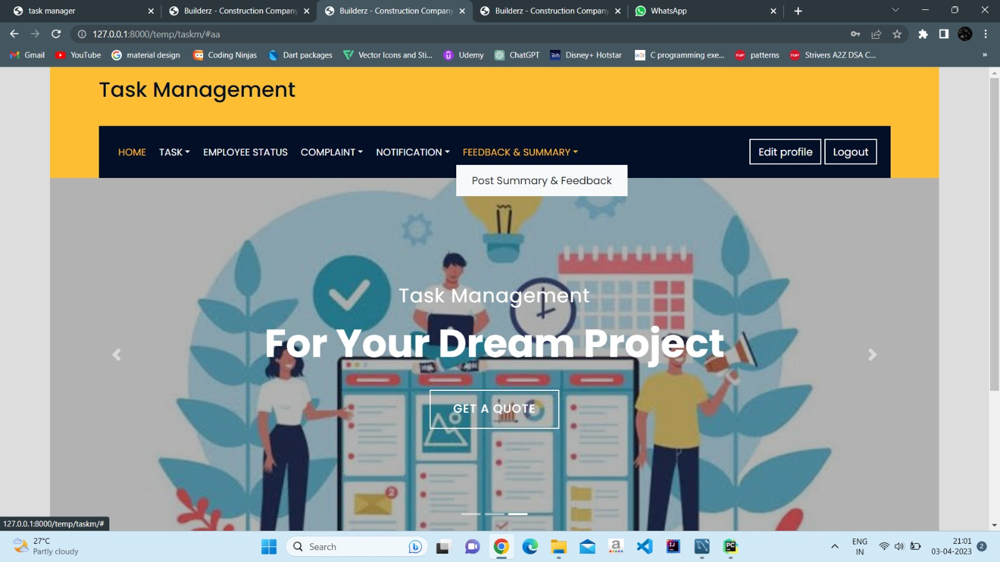 task manager
Builderz - Construction Company
Builderz - Construction Company
Builderz - Construction Company
WhatsApp
127.0.0.1:8000/temp/taskm/#aa
Gmail
YouTube
material design
Coding Ninjas
Dart packages
Vector Icons and Sti...
Udemy
ChatGPT
Disney+ Hotstar
C programming exe...
patterns
Strivers A2Z DSA C...
Task Management
HOME
TASK
EMPLOYEE STATUS
COMPLAINT
NOTIFICATION
FEEDBACK & SUMMARY
Edit profile
Logout
Post Summary & Feedback
Task Management
For Your Dream Project
GET A QUOTE
2
127.0.0.1:8000/temp/taskm/#
27°C
Partly cloudy
Search
ENG
IN
21:01
03-04-2023
2